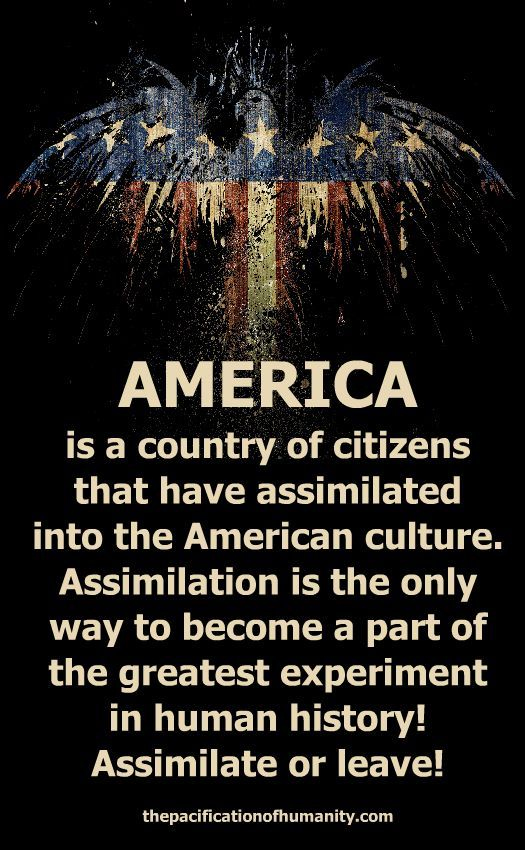 AMERICA
is a country of citizens
that have assimilated
into the American culture.
Assimilation is the only
way to become a part of
the greatest experiment
in human history!
Assimilate or leave!
thepacificationofhumanity.com